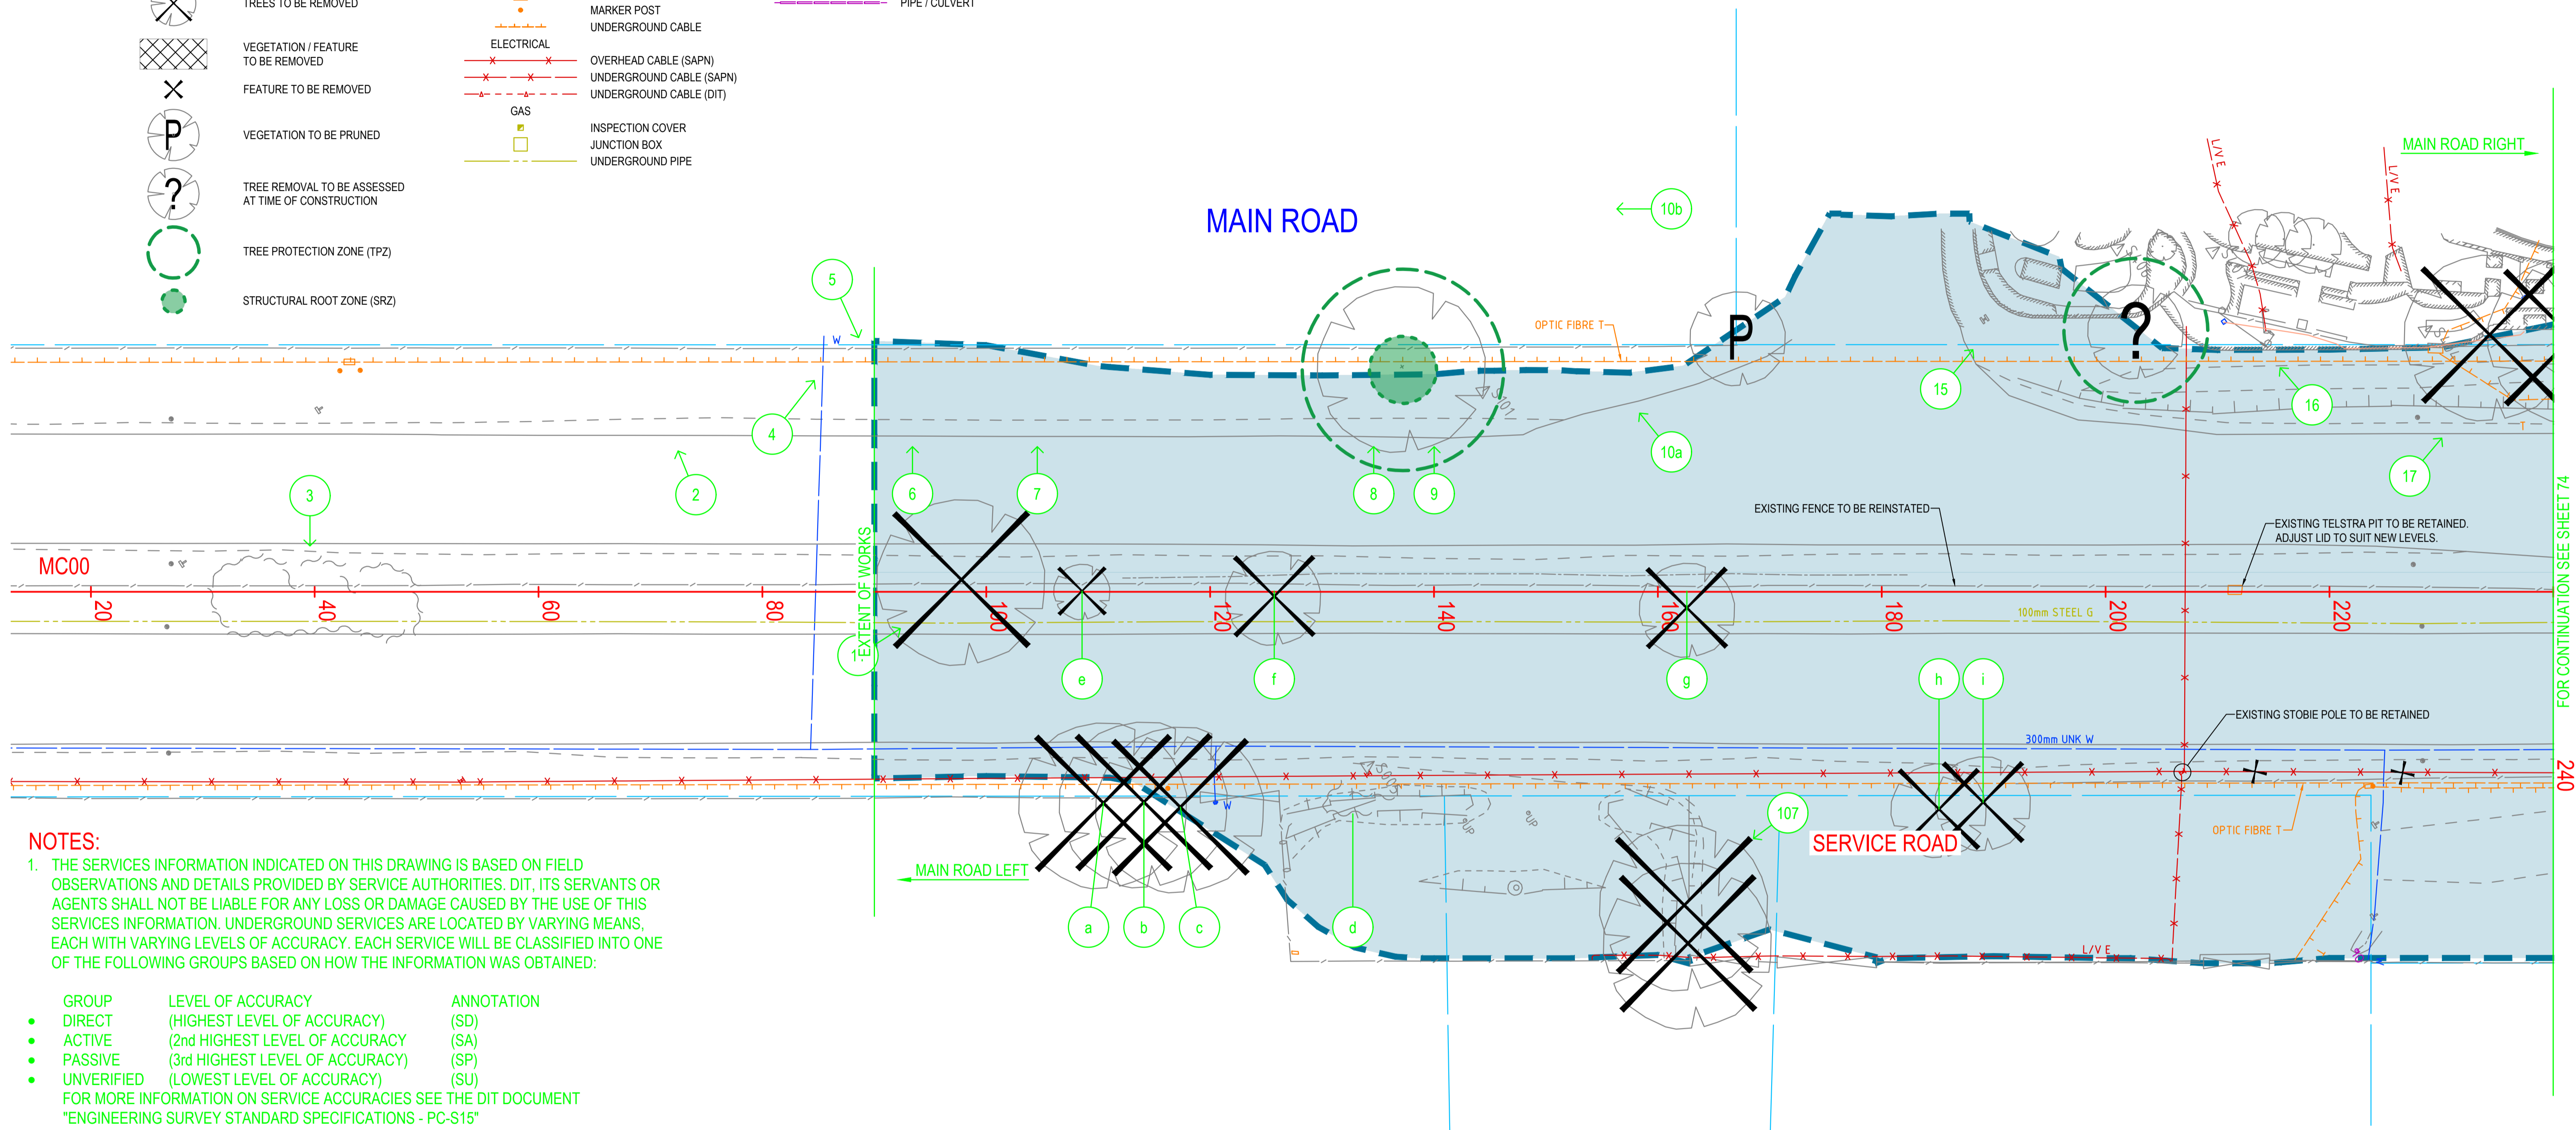 TREES TO BE REMOVED
VEGETATION / FEATURE
TO BE REMOVED
FEATURE TO BE REMOVED
P
VEGETATION TO BE PRUNED
?
TREE REMOVAL TO BE ASSESSED
AT TIME OF CONSTRUCTION
TREE PROTECTION ZONE (TPZ)
STRUCTURAL ROOT ZONE (SRZ)
MARKER POST
UNDERGROUND CABLE
ELECTRICAL
OVERHEAD CABLE (SAPN)
UNDERGROUND CABLE (SAPN)
UNDERGROUND CABLE (DIT)
GAS
INSPECTION COVER
JUNCTION BOX
UNDERGROUND PIPE
PIPE / CULVERT
MAIN ROAD
10b
MAIN ROAD RIGHT
L/V E
L/V E
5
W
OPTIC FIBRE T
P
?
15
16
4
S101
10a
17
T
3
2
6
7
8
9
EXISTING FENCE TO BE REINSTATED
EXISTING TELSTRA PIT TO BE RETAINED.
ADJUST LID TO SUIT NEW LEVELS.
FOR CONTINUATION SEE SHEET 74
MC00
20
40
60
80
100
120
140
160
180
200
220
240
100mm STEEL G
EXTENT OF WORKS
1
e
f
g
h
i
EXISTING STOBIE POLE TO BE RETAINED
300mm UNK W
W
107
SERVICE ROAD
OPTIC FIBRE T
MAIN ROAD LEFT
a
b
c
d
L/V E
NOTES:
1. THE SERVICES INFORMATION INDICATED ON THIS DRAWING IS BASED ON FIELD
OBSERVATIONS AND DETAILS PROVIDED BY SERVICE AUTHORITIES. DIT, ITS SERVANTS OR
AGENTS SHALL NOT BE LIABLE FOR ANY LOSS OR DAMAGE CAUSED BY THE USE OF THIS
SERVICES INFORMATION. UNDERGROUND SERVICES ARE LOCATED BY VARYING MEANS,
EACH WITH VARYING LEVELS OF ACCURACY. EACH SERVICE WILL BE CLASSIFIED INTO ONE
OF THE FOLLOWING GROUPS BASED ON HOW THE INFORMATION WAS OBTAINED:
GROUP LEVEL OF ACCURACY ANNOTATION
• DIRECT (HIGHEST LEVEL OF ACCURACY) (SD)
• ACTIVE (2nd HIGHEST LEVEL OF ACCURACY (SA)
• PASSIVE (3rd HIGHEST LEVEL OF ACCURACY) (SP)
• UNVERIFIED (LOWEST LEVEL OF ACCURACY) (SU)
FOR MORE INFORMATION ON SERVICE ACCURACIES SEE THE DIT DOCUMENT
"ENGINEERING SURVEY STANDARD SPECIFICATIONS - PC-S15"